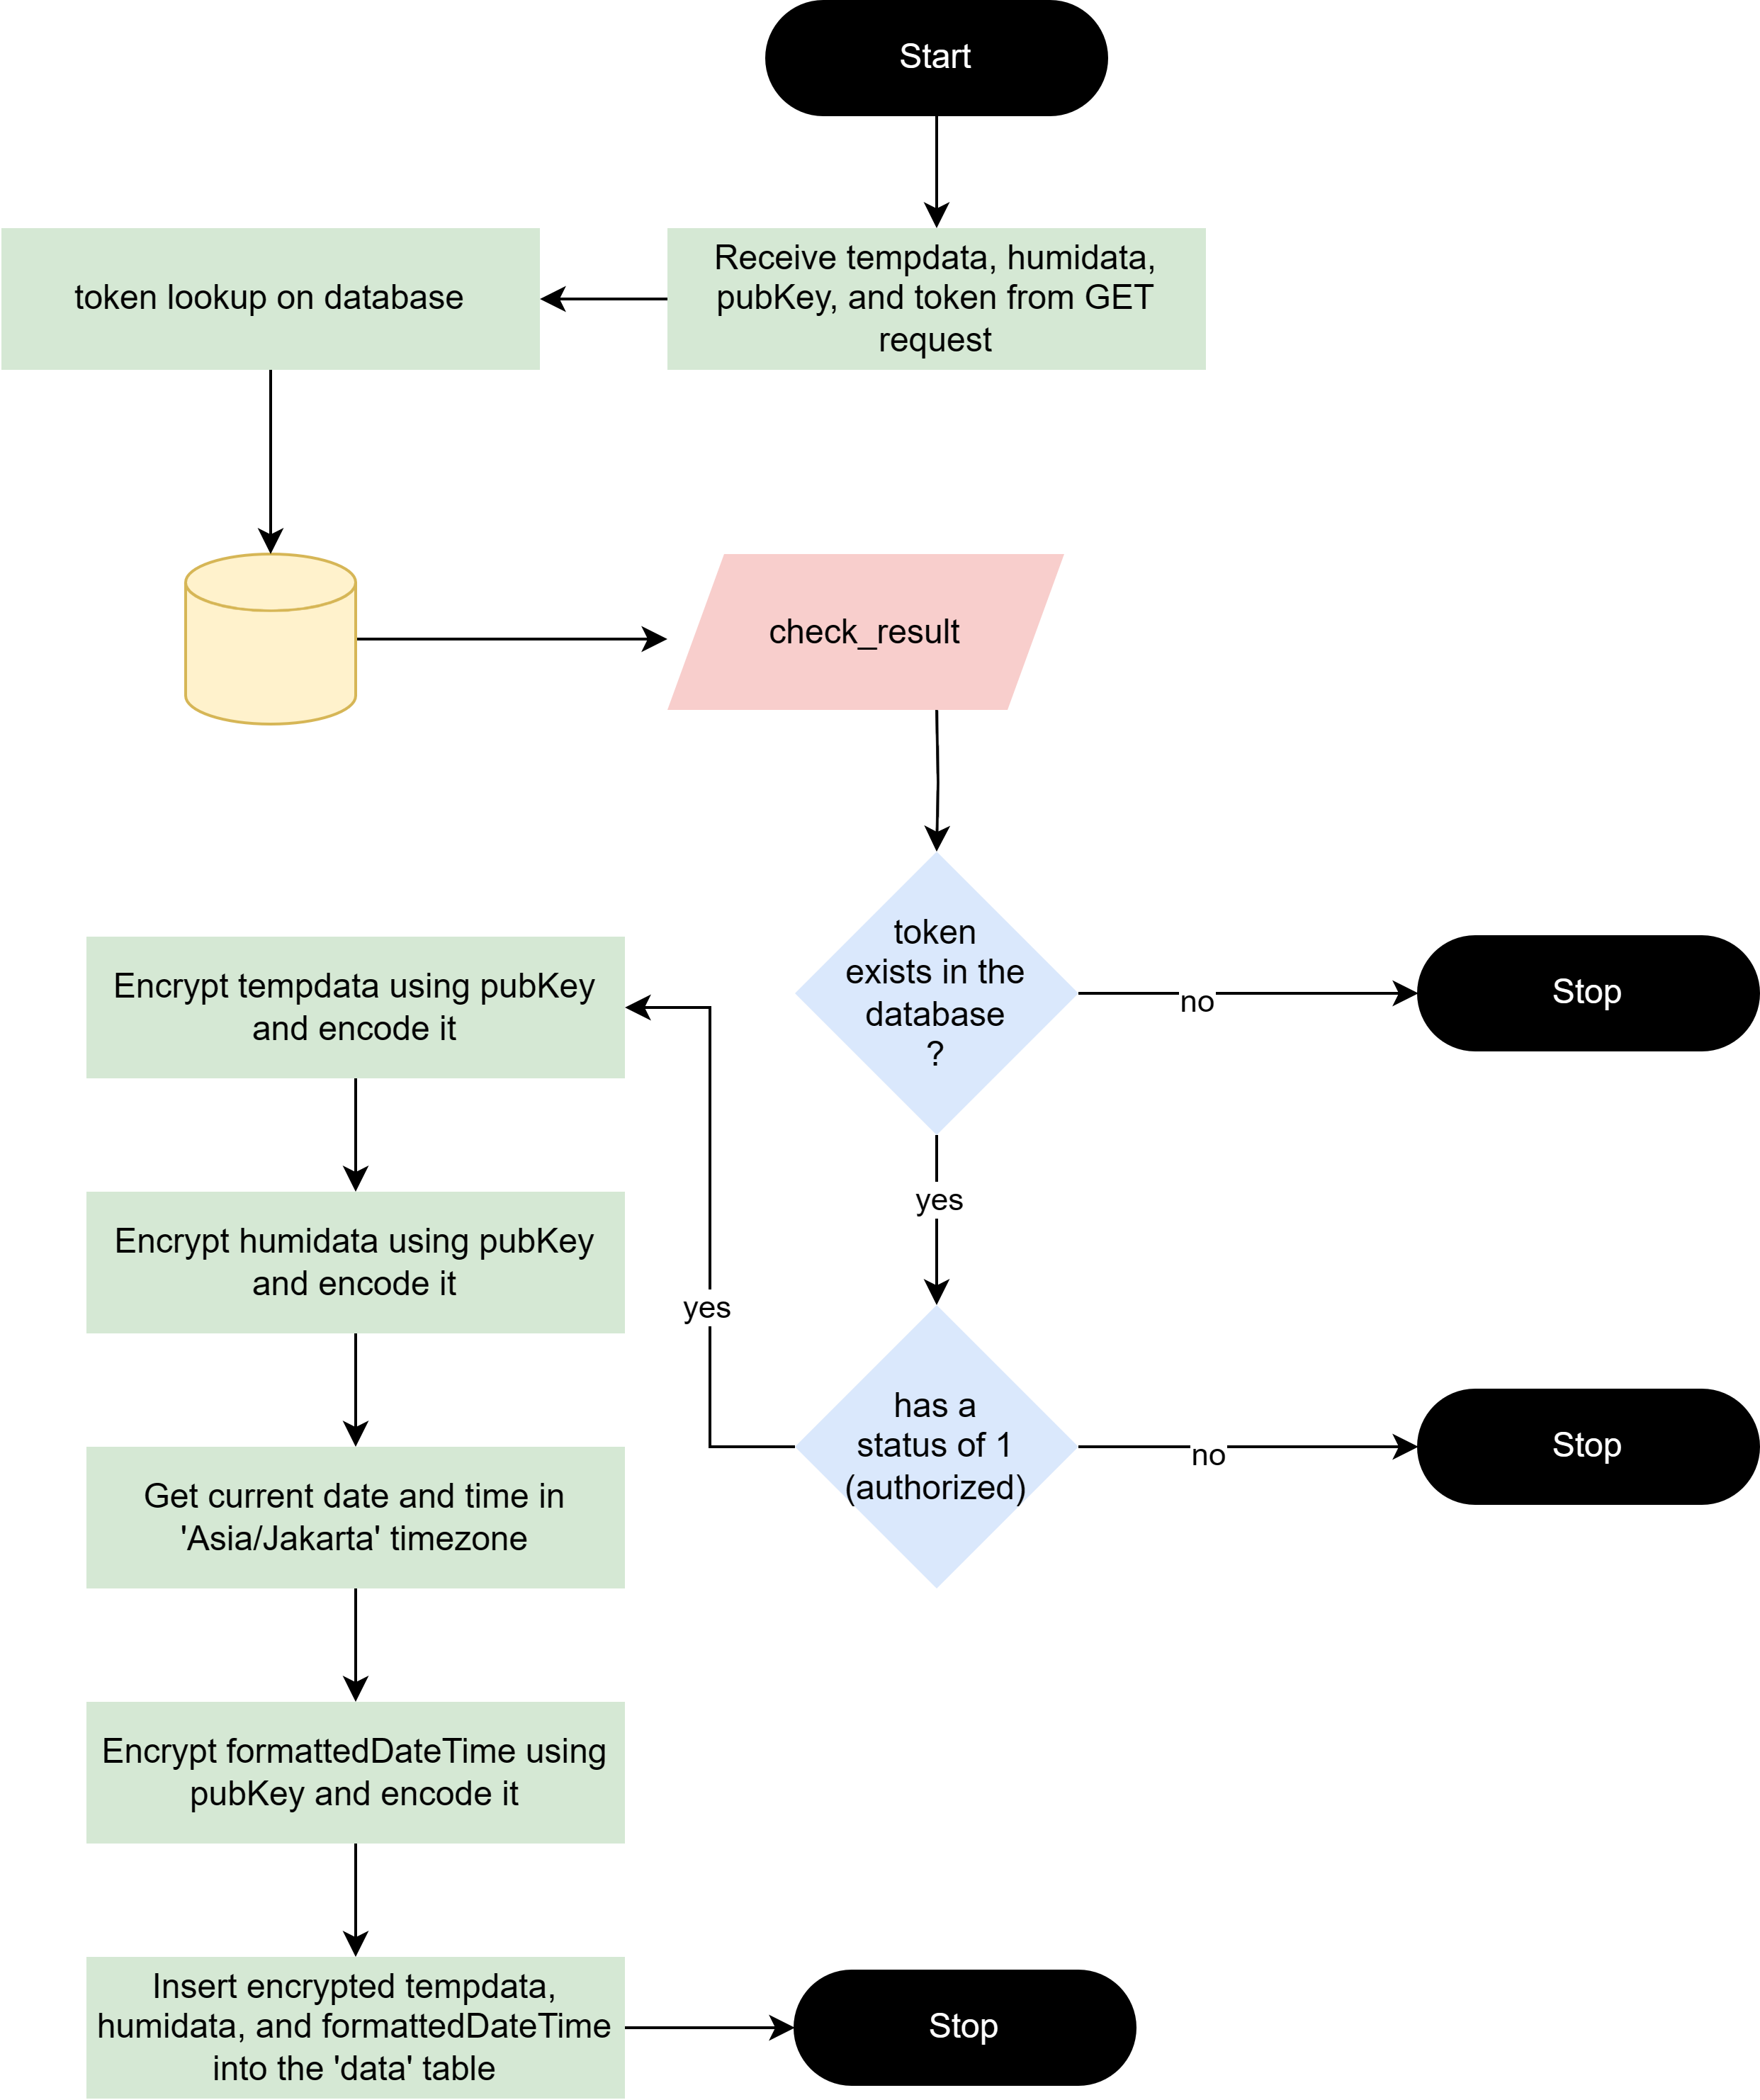 Start
Receive tempdata, humidata,
pubKey, and token from GET
request
token lookup on database
check_result
token
exists in the
database
?
no
Stop
yes
has a
status of 1
(authorized)
no
Stop
yes
Encrypt tempdata using pubKey
and encode it
Encrypt humidata using pubKey
and encode it
Get current date and time in
'Asia/Jakarta' timezone
Encrypt formattedDateTime using
pubKey and encode it
Insert encrypted tempdata,
humidata, and formattedDateTime
into the 'data' table
Stop